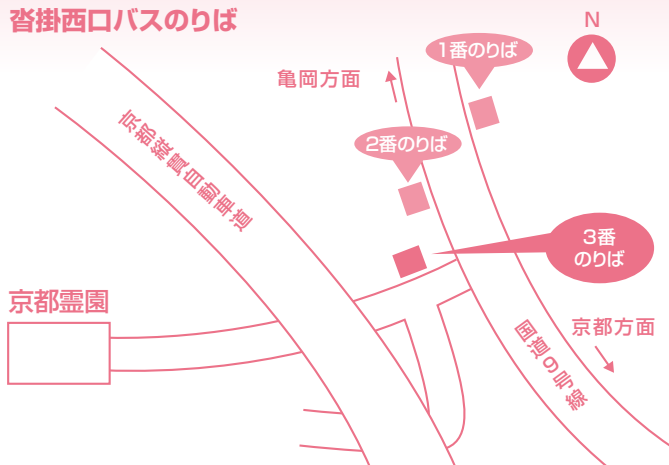 沓掛西口バスのりば
N
1番のりば
亀岡方面
2番のりば
京都縦貫自動車道
3番
のりば
京都霊園
京都方面
国道9号線